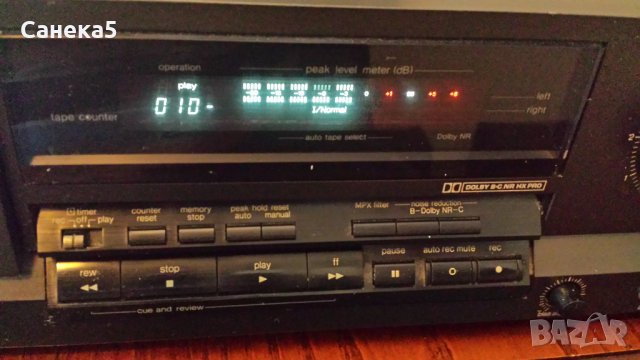 Санека5
operation
peak level meter (dB)
play
010-
left
right
I/Normal
tape counter
auto tape select
Dolby NR
DOLBY B-C NR HX PRO
timer
rec-off-play
counter reset
memory stop
peak hold
auto
reset
manual
MPX filter
noise reduction
B-Dolby NR-C
rew
stop
play
ff
pause
auto rec mute
rec
cue and review
bazar